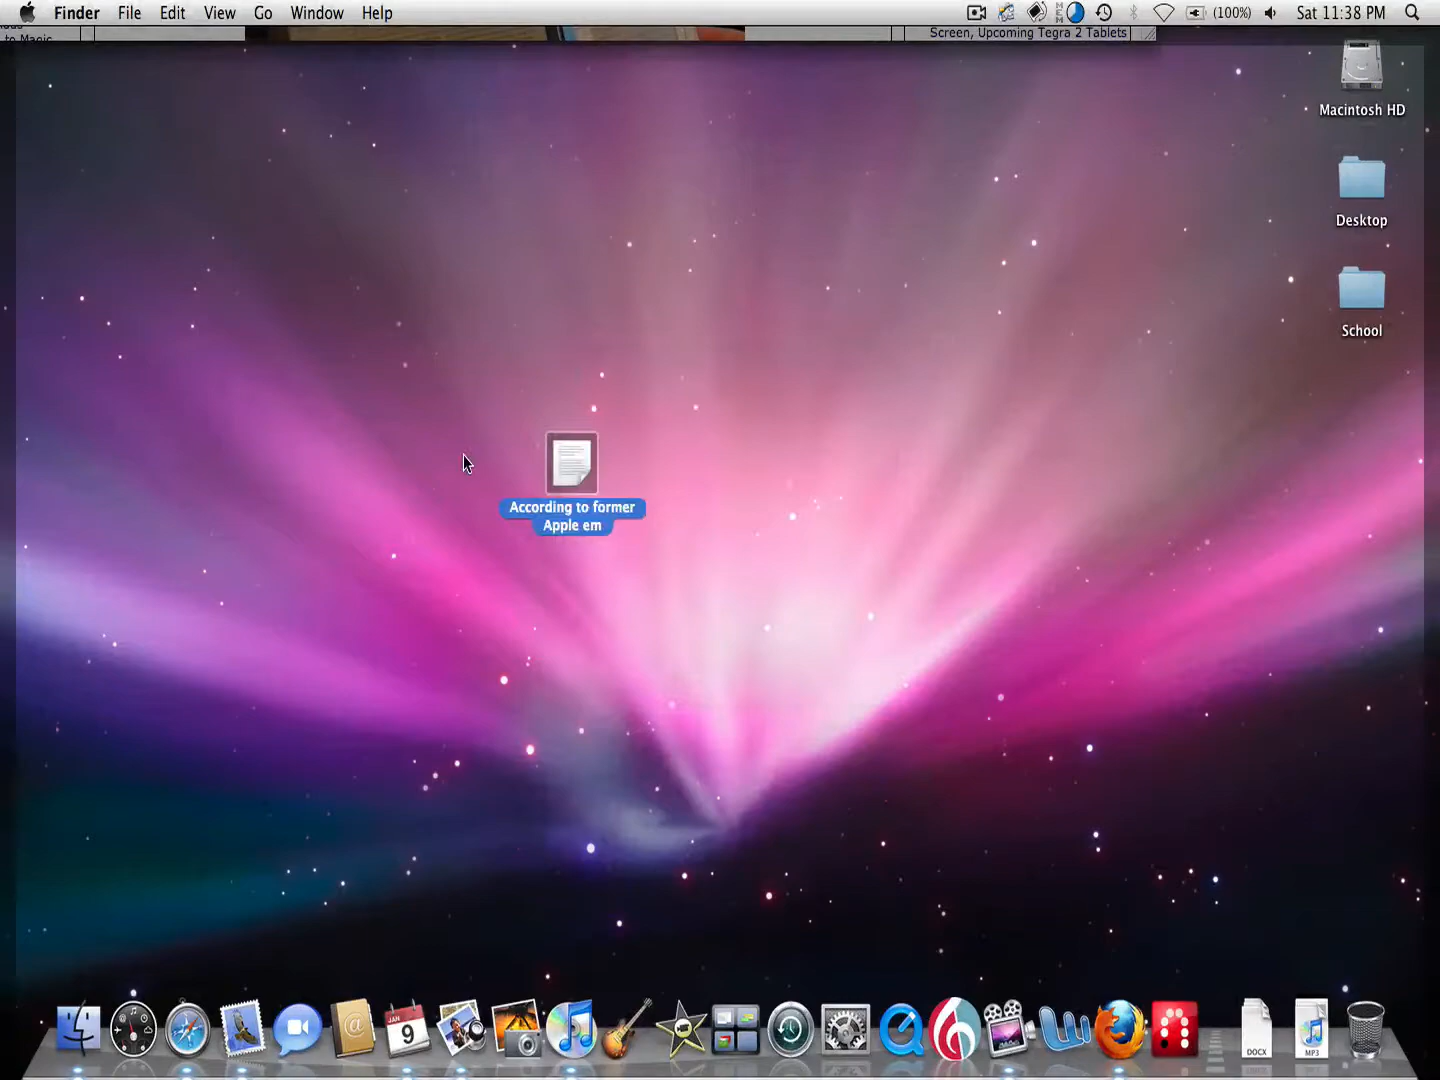 Finder File Edit View Go Window Help
(100%) Sat 11:38 PM
to Magic
Screen, Upcoming Tegra 2 Tablets
Macintosh HD
Desktop
School
According to former
Apple em
9
DOCX
MP3